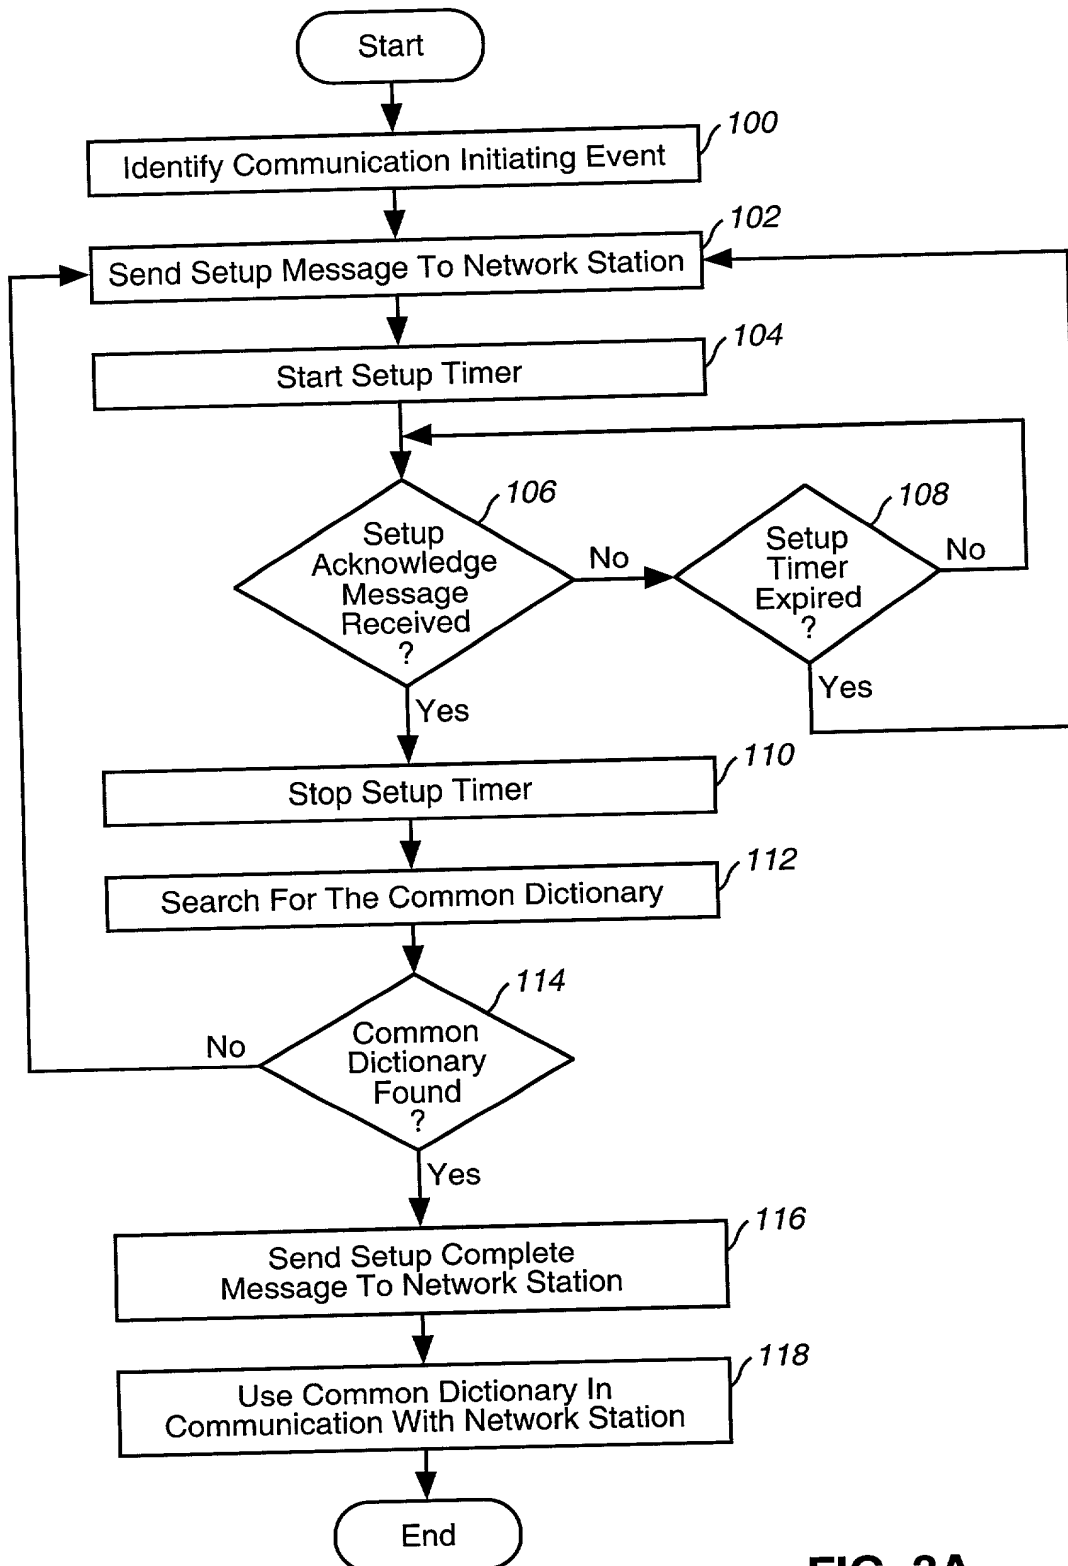 Start
100
Identify Communication Initiating Event
102
Send Setup Message To Network Station
104
Start Setup Timer
106
Setup
Acknowledge
Message
Received
?
No
108
Setup
Timer
Expired
?
No
Yes
Yes
110
Stop Setup Timer
112
Search For The Common Dictionary
114
Common
Dictionary
Found
?
No
Yes
116
Send Setup Complete
Message To Network Station
118
Use Common Dictionary In
Communication With Network Station
End